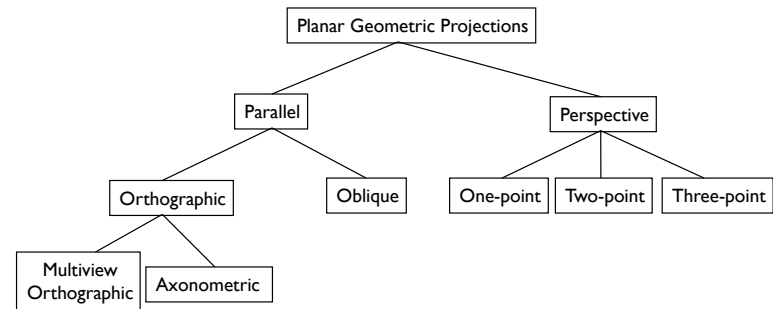 Planar Geometric Projections
Parallel
Perspective
Orthographic
Oblique
One-point
Two-point
Three-point
Multiview
Orthographic
Axonometric